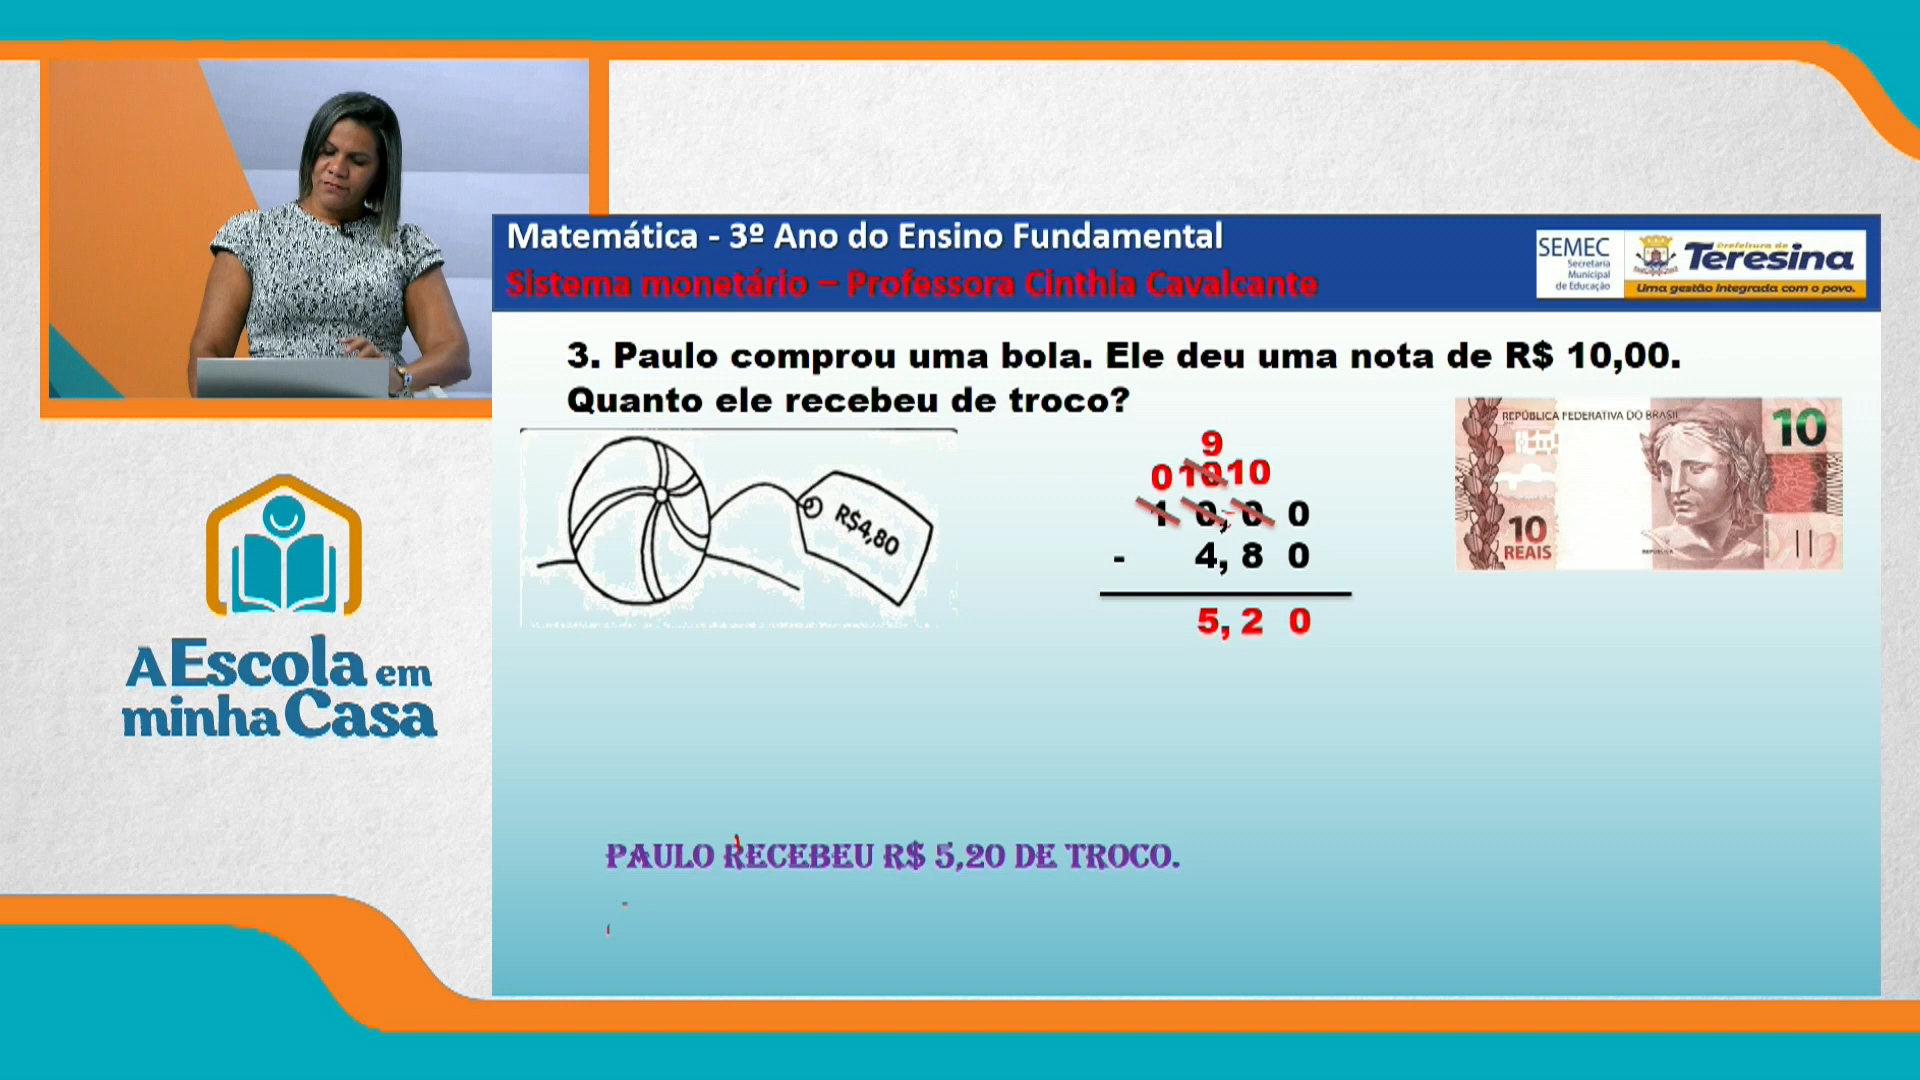 Matemática - 3º Ano do Ensino Fundamental
Sistema monetário – Professora Cinthia Cavalcante
SEMEC
Secretaria
Municipal
de Educação
Prefeitura de
Teresina
Uma gestão integrada com o povo.
3. Paulo comprou uma bola. Ele deu uma nota de R$ 10,00.
Quanto ele recebeu de troco?
R$4,80
9
0 10 10
1 0, 0 0
- 4, 8 0
5, 2 0
REPÚBLICA FEDERATIVA DO BRASIL
10
10
REAIS
A Escola em
minha Casa
PAULO RECEBEU R$ 5,20 DE TROCO.